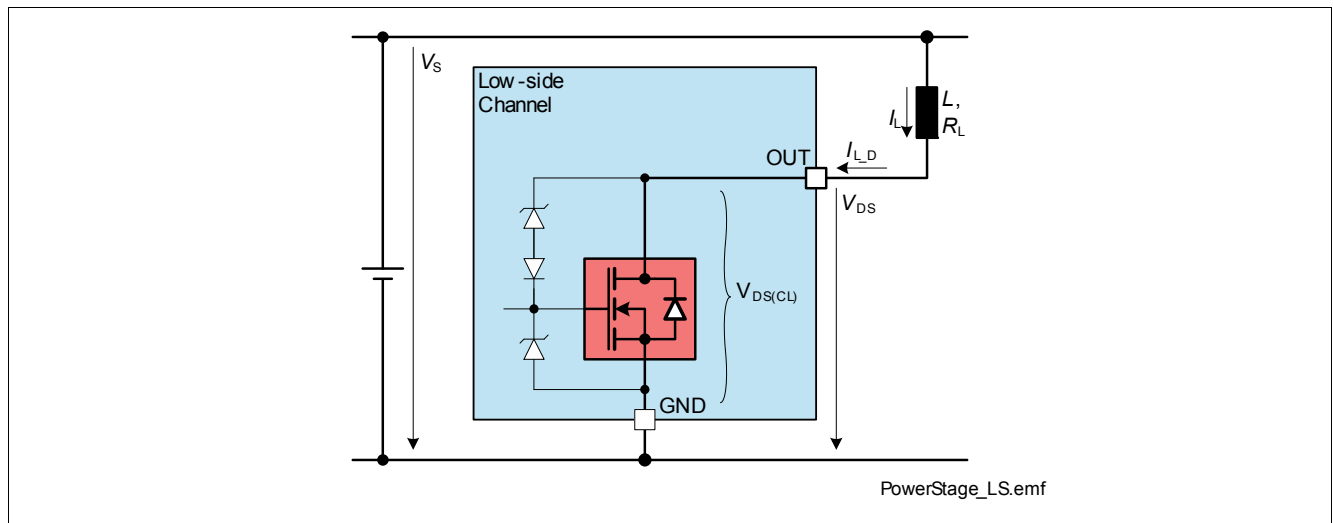 VS
Low-side
Channel
L,
RL
IL
OUT
IL_D
VDS
VDS(CL)
GND
PowerStage_LS.emf